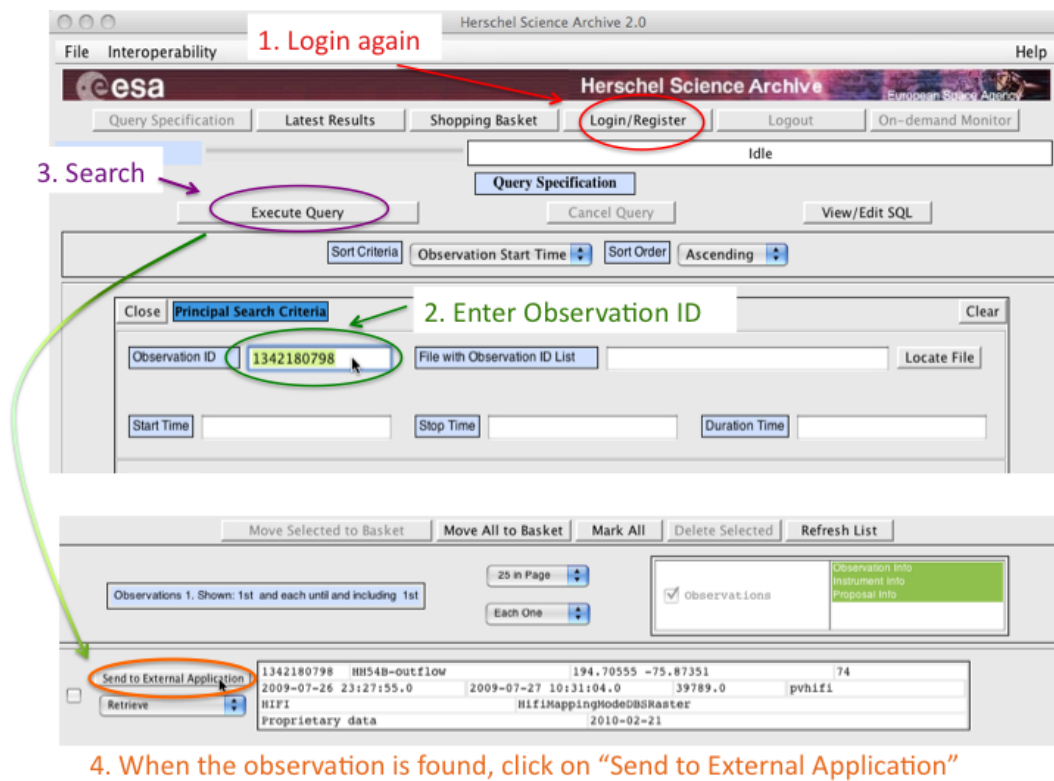 Herschel Science Archive 2.0
File Interoperability Help
1. Login again
esa Herschel Science Archive European Space Agency
Query Specification Latest Results Shopping Basket Login/Register Logout On-demand Monitor
Idle
3. Search
Query Specification
Execute Query Cancel Query View/Edit SQL
Sort Criteria Observation Start Time Sort Order Ascending
Close Principal Search Criteria 2. Enter Observation ID Clear
Observation ID 1342180798 File with Observation ID List Locate File
Start Time Stop Time Duration Time
Move Selected to Basket Move All to Basket Mark All Delete Selected Refresh List
Observations 1. Shown: 1st and each until and including 1st
25 in Page
Each One
Observations
Observation Info
Instrument Info
Proposal Info
Send to External Application
Retrieve
1342180798 HH54B-outflow 194.70555 -75.87351 74
2009-07-26 23:27:55.0 2009-07-27 10:31:04.0 39789.0 pvhifi
HIFI HifiMappingModeDBSRaster
Proprietary data 2010-02-21
4. When the observation is found, click on “Send to External Application”